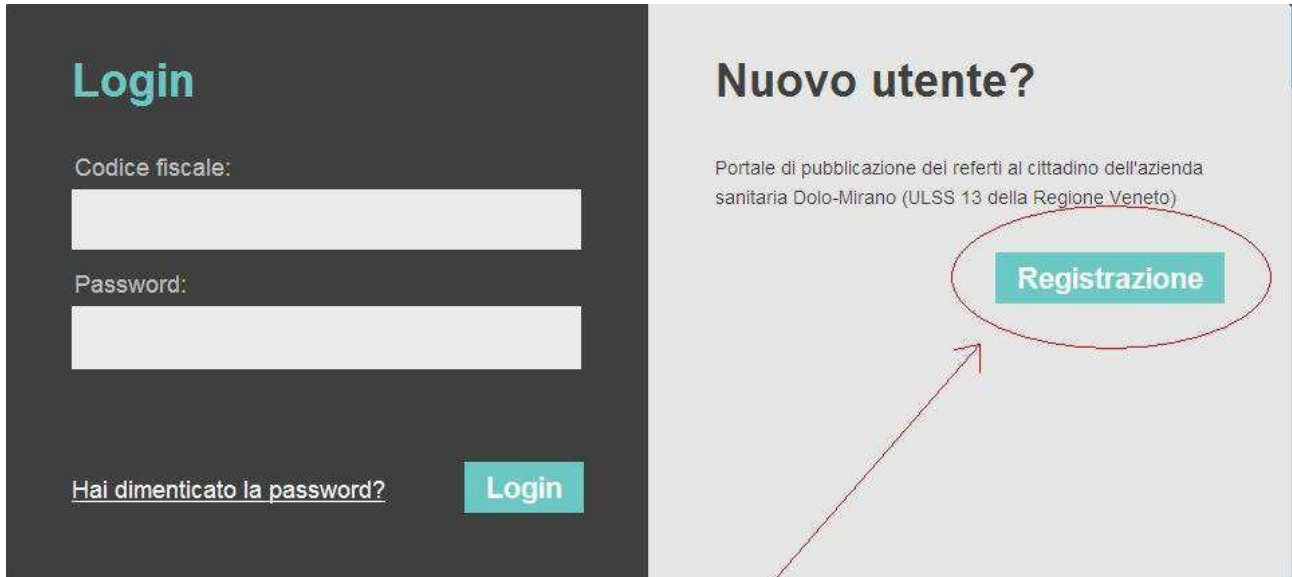 Login
Codice fiscale:
Password:
Hai dimenticato la password?
Login
Nuovo utente?
Portale di pubblicazione dei referti al cittadino dell'azienda
sanitaria Dolo-Mirano (ULSS 13 della Regione Veneto)
Registrazione